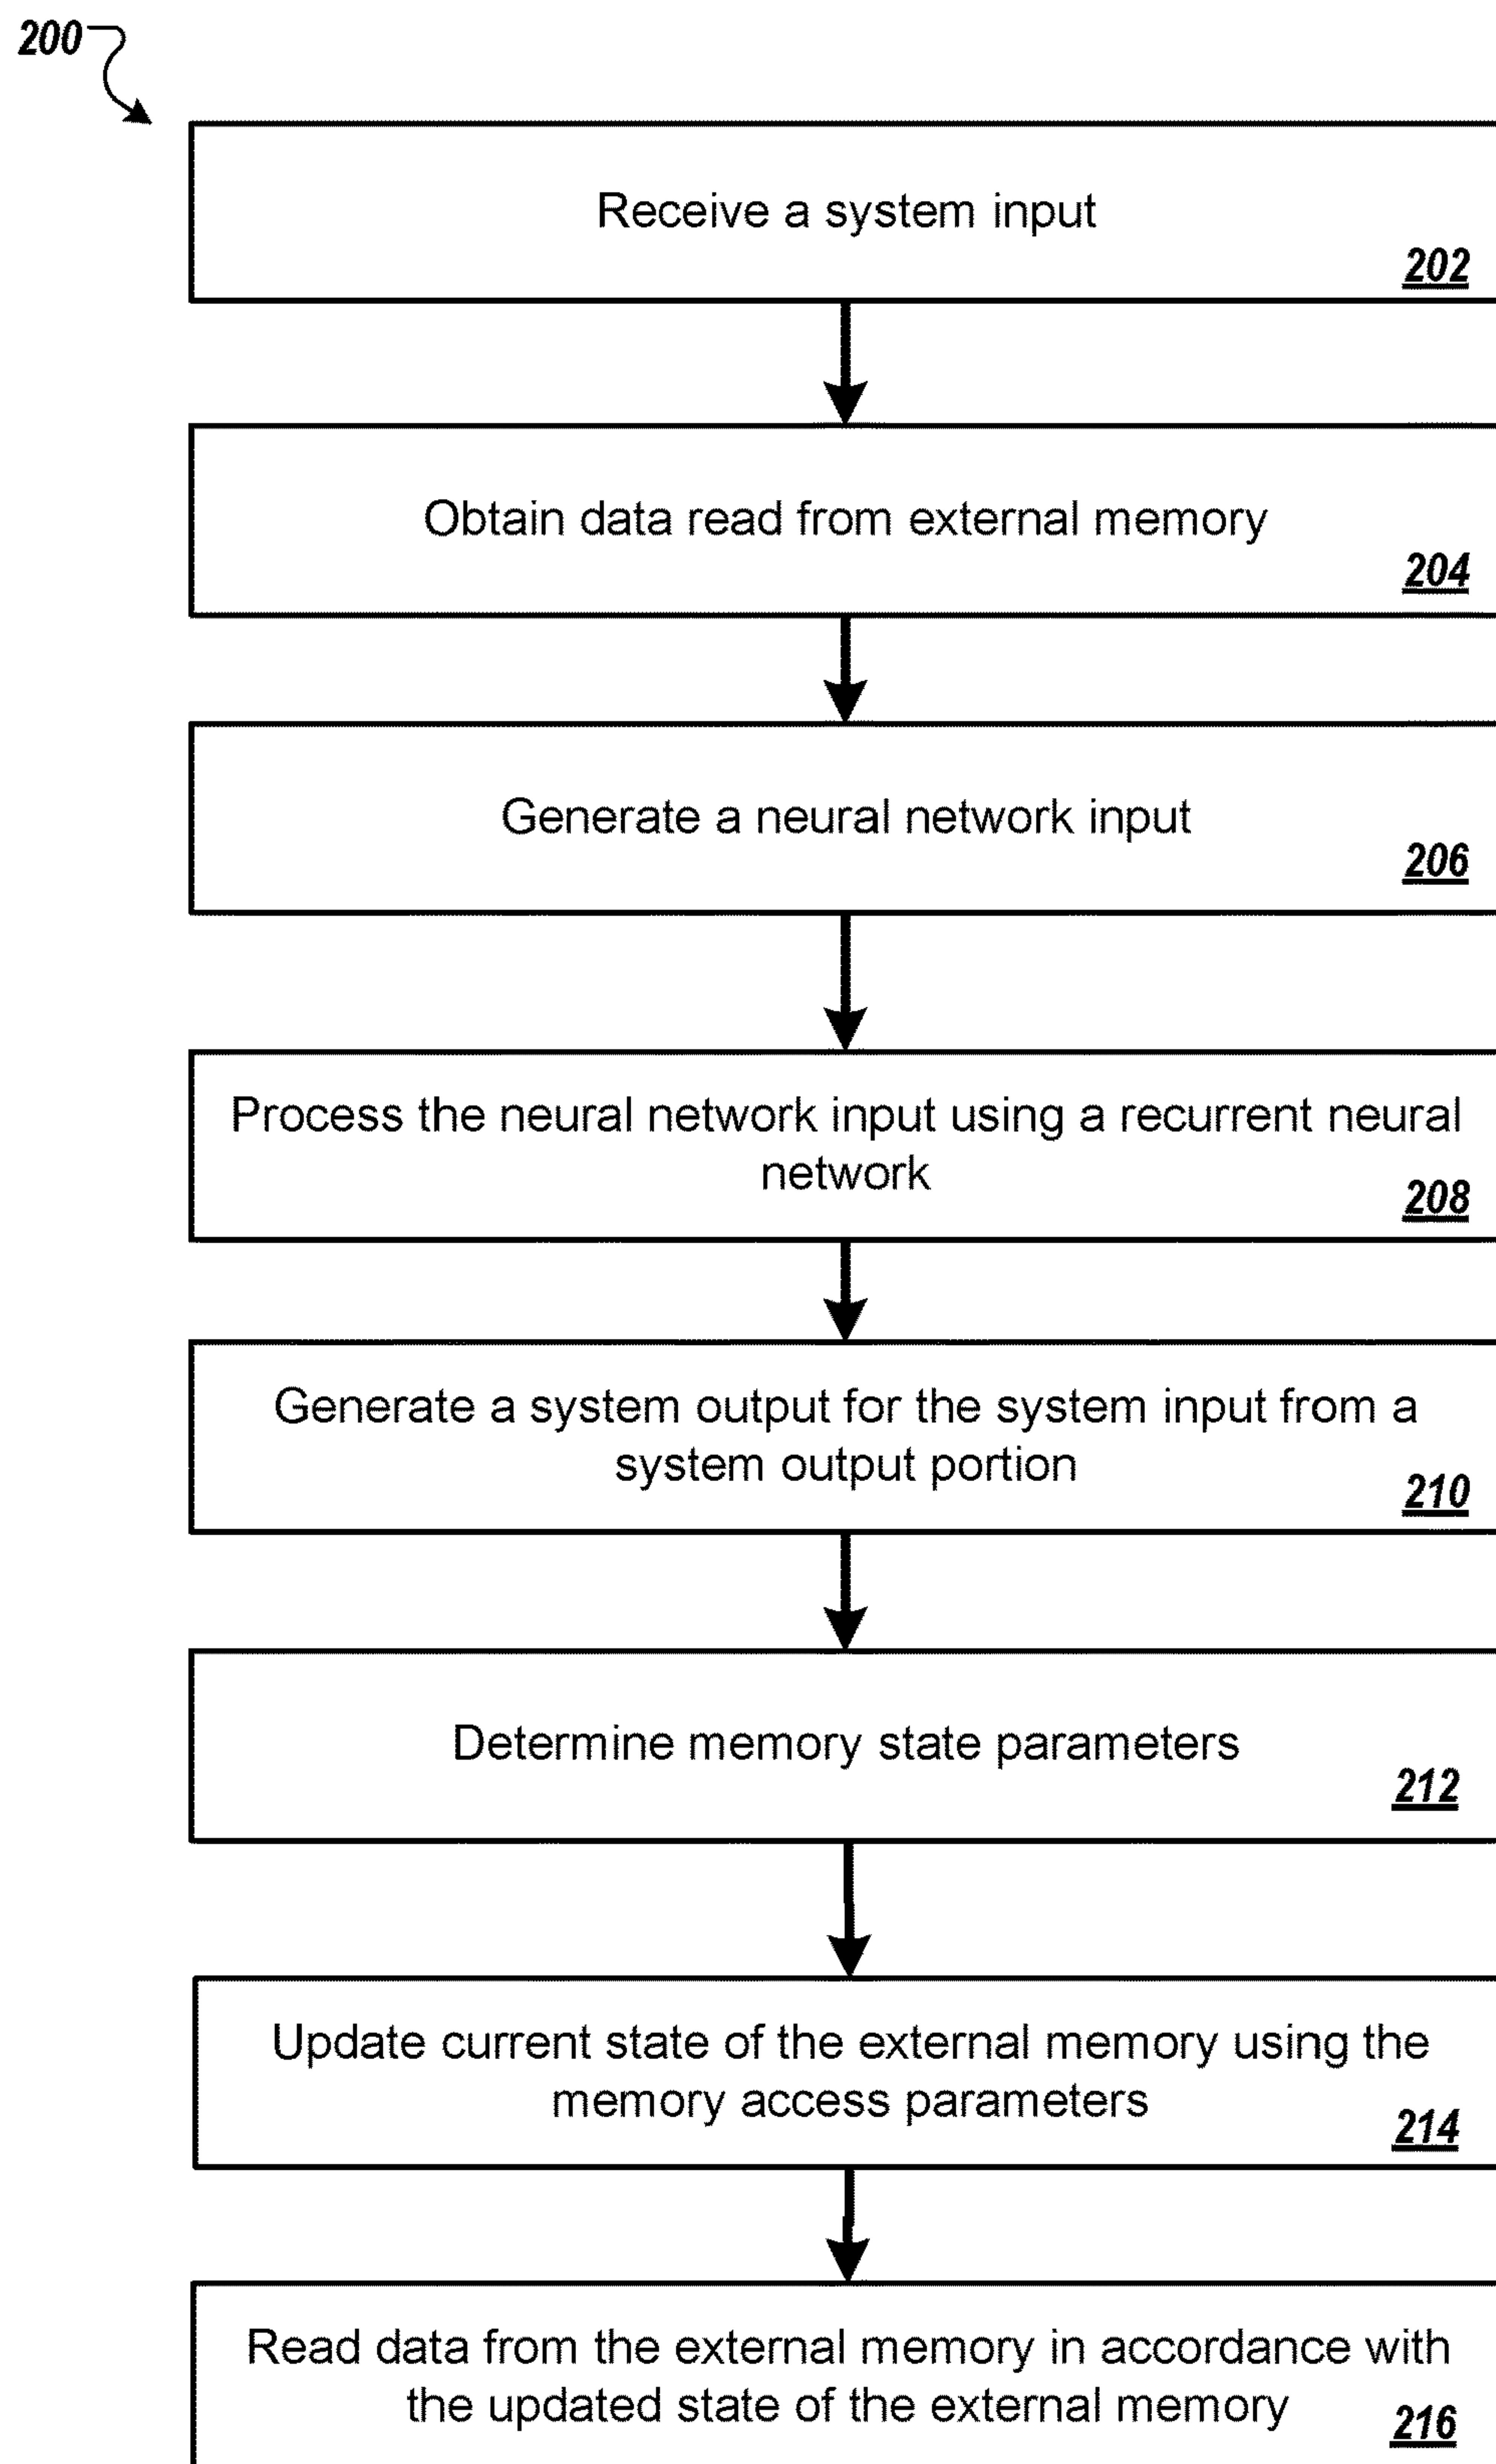 200
Receive a system input
202
Obtain data read from external memory
204
Generate a neural network input
206
Process the neural network input using a recurrent neural
network
208
Generate a system output for the system input from a
system output portion
210
Determine memory state parameters
212
Update current state of the external memory using the
memory access parameters
214
Read data from the external memory in accordance with
the updated state of the external memory
216